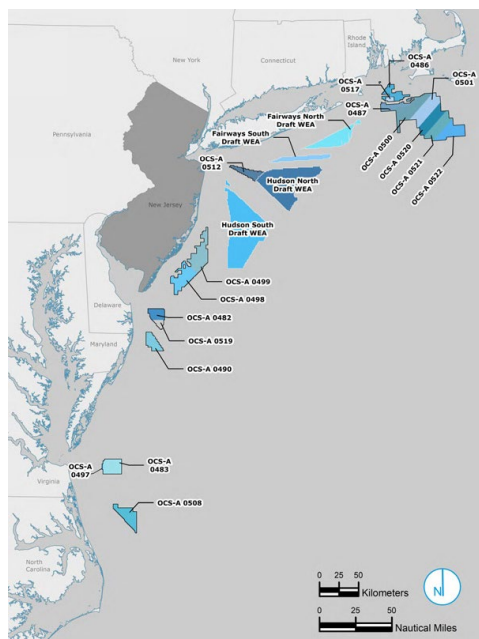 Rhode
Island
New York
Connecticut
OCS-A
0486
OCS-A
0517
OCS-A
0501
OCS-A
0487
Fairways North
Draft WEA
Fairways South
Draft WEA
Pennsylvania
OCS-A
0512
Hudson North
Draft WEA
OCS-A 0500
OCS-A 0520
OCS-A 0521
OCS-A 0522
New Jersey
Hudson South
Draft WEA
OCS-A 0499
OCS-A 0498
Delaware
OCS-A 0482
Maryland
OCS-A 0519
OCS-A 0490
OCS-A
0497
OCS-A
0483
Virginia
OCS-A 0508
North
Carolina
0 25 50
Kilometers
N
0 25 50
Nautical Miles